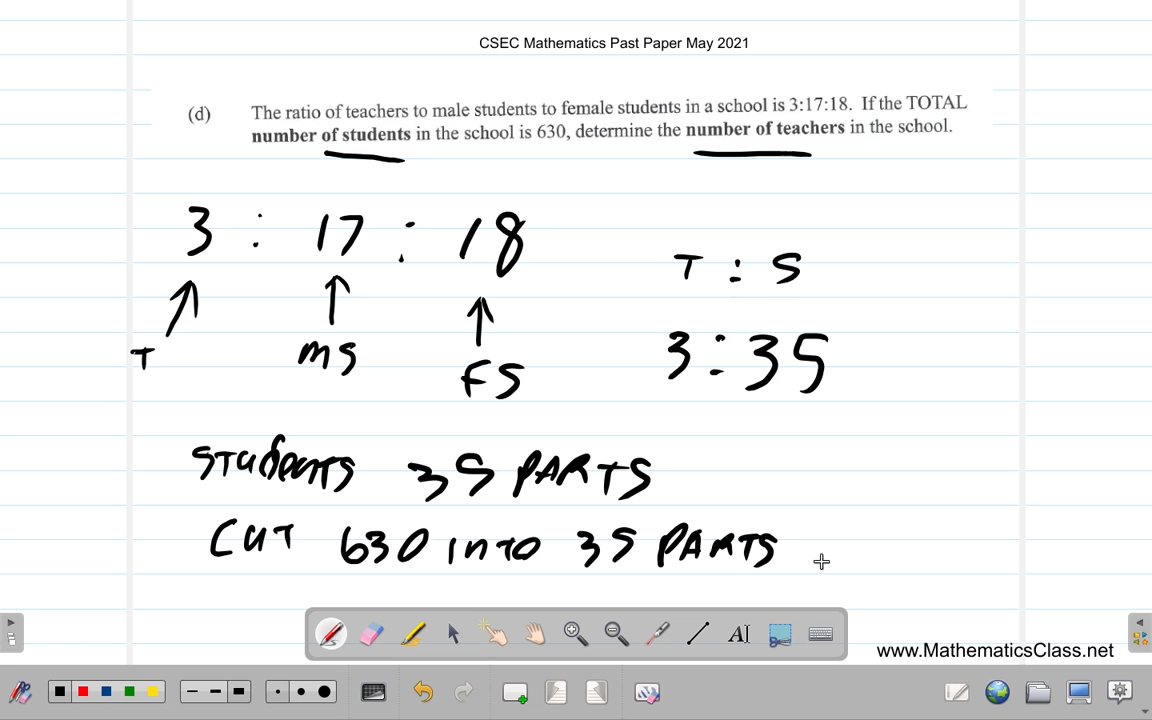 CSEC Mathematics Past Paper May 2021
(d) The ratio of teachers to male students to female students in a school is 3:17:18. If the TOTAL
number of students in the school is 630, determine the number of teachers in the school.
3 : 17 : 18
T : S
T MS FS
3 : 35
STUDENTS 35 PARTS
CUT 630 INTO 35 PARTS
AI
www.MathematicsClass.net